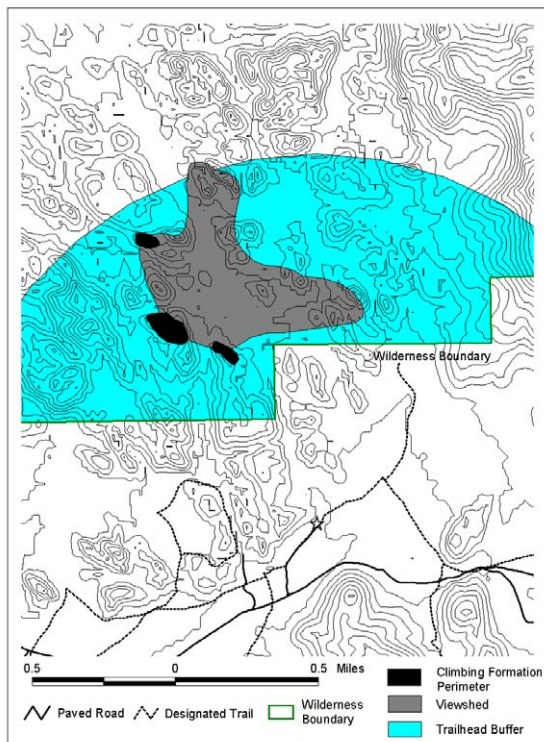 Wilderness Boundary
0.5 0 0.5 Miles
Climbing Formation
Perimeter
Viewshed
Trailhead Buffer
Paved Road
Designated Trail
Wilderness
Boundary